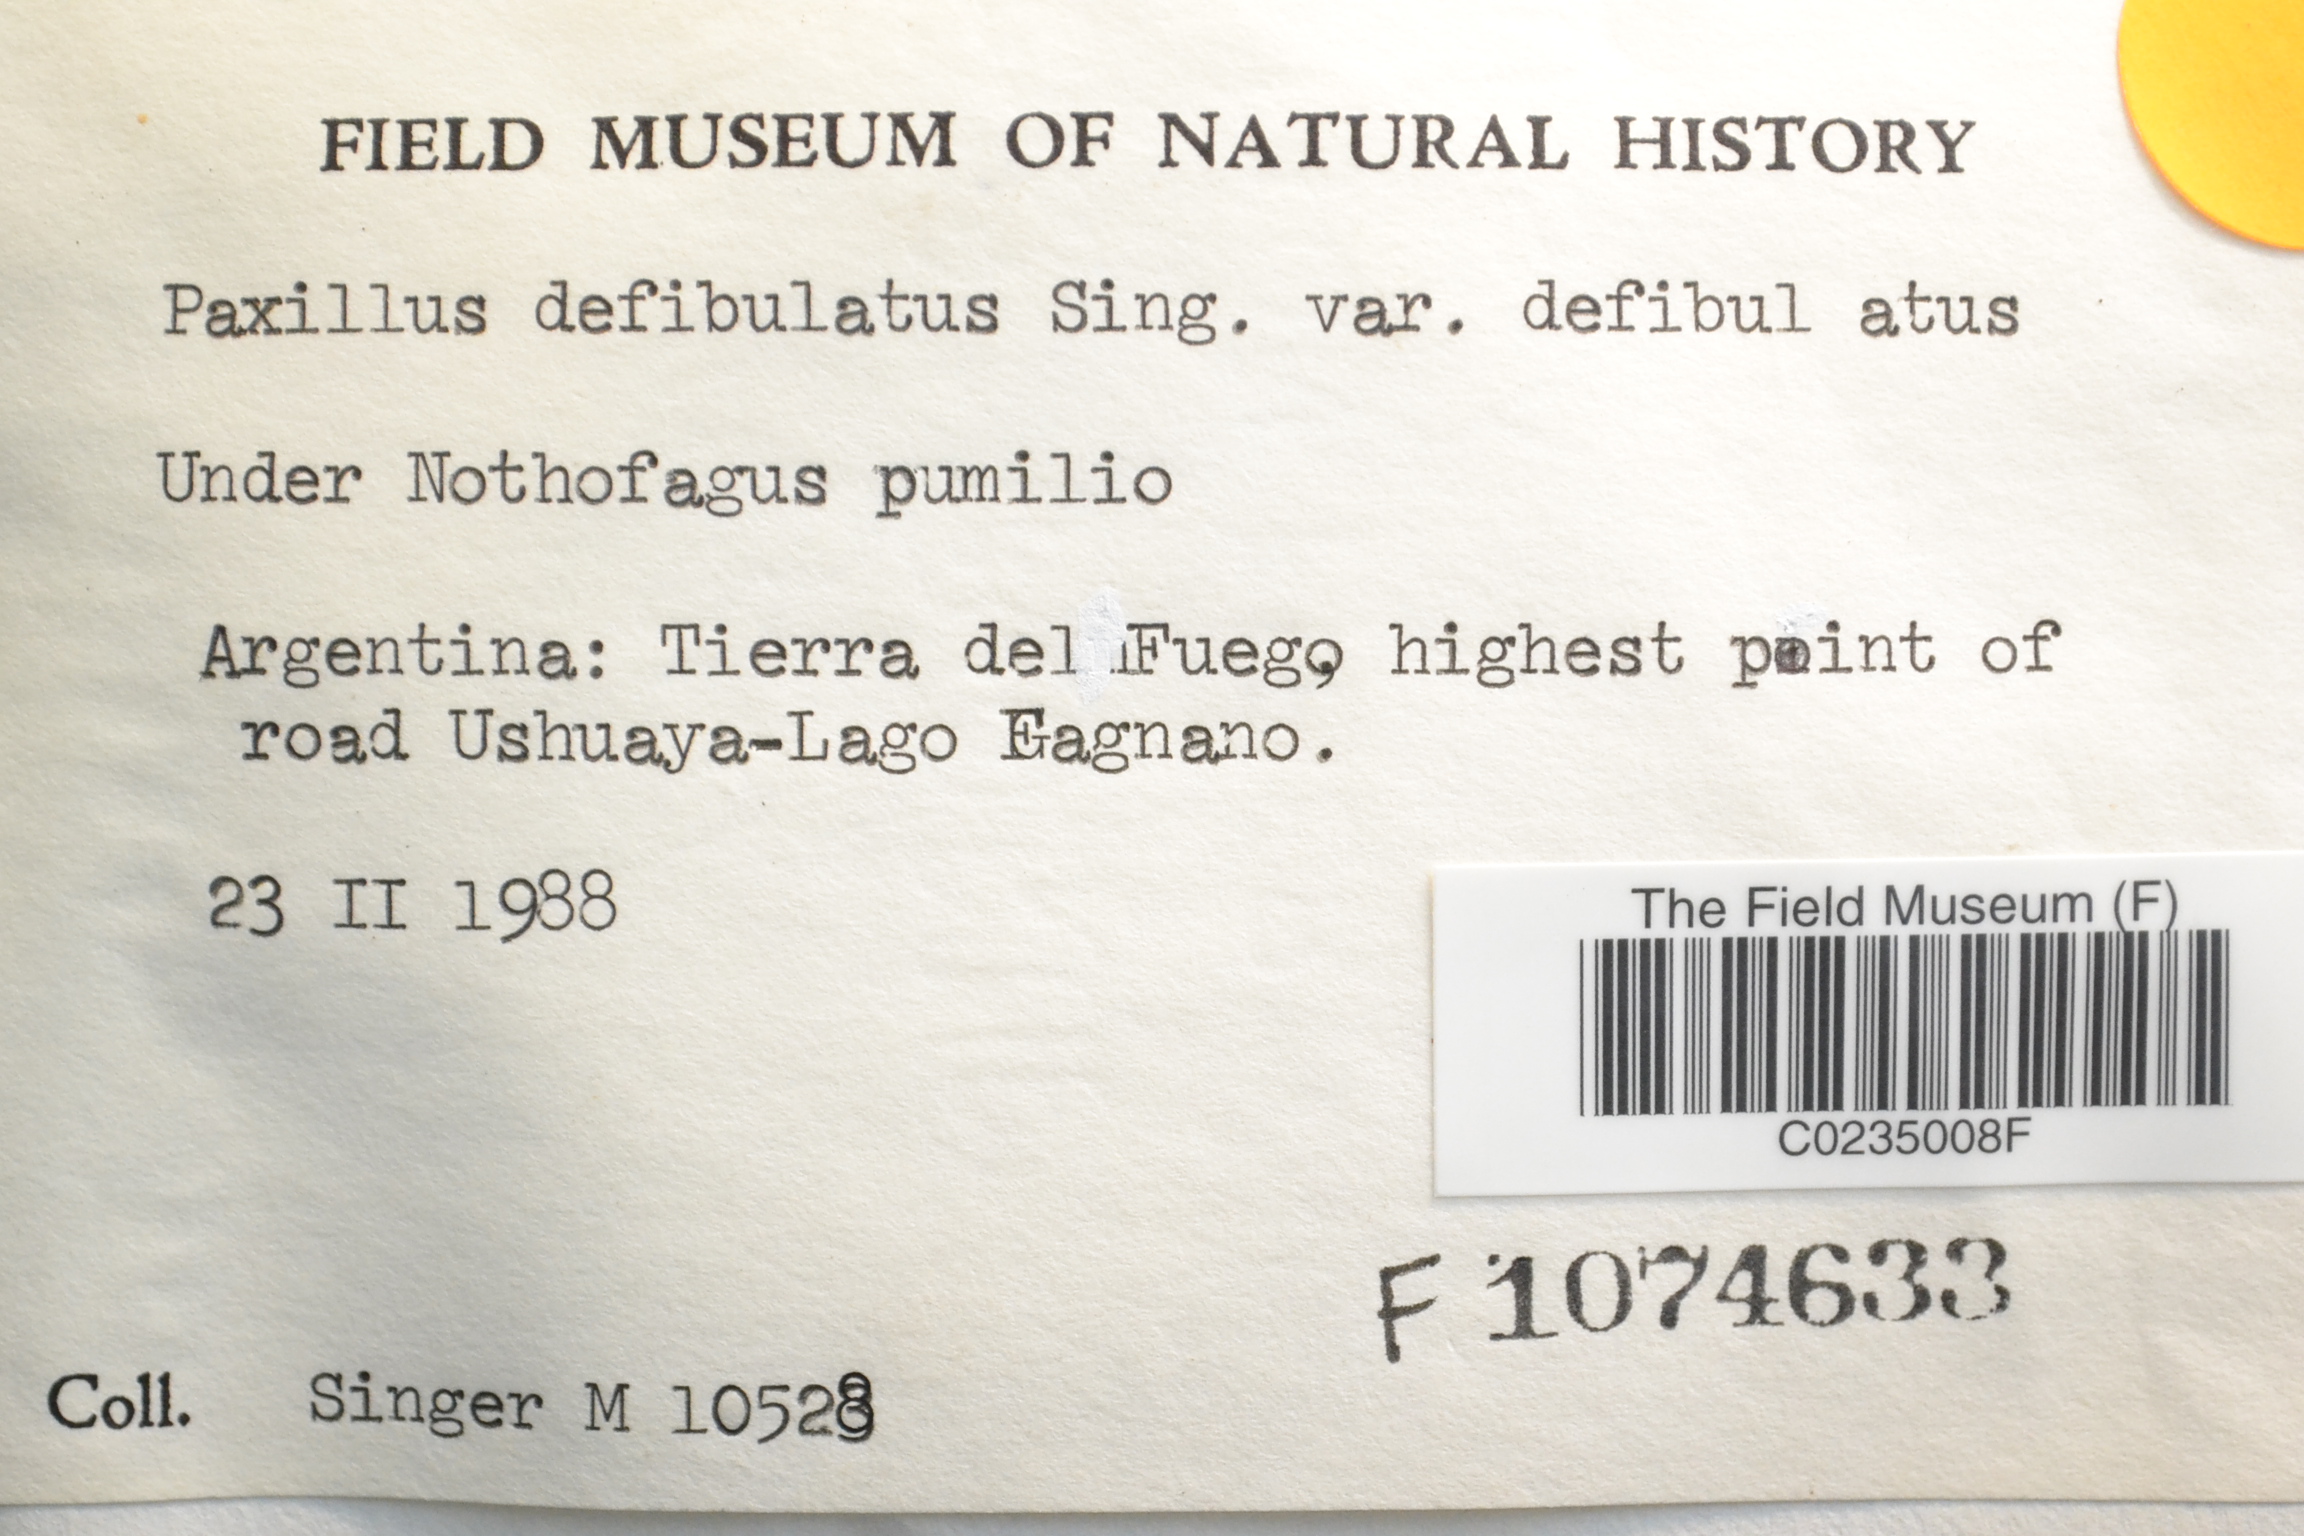 FIELD MUSEUM OF NATURAL HISTORY
Paxillus defibulatus Sing. var. defibul atus
Under Nothofagus pumilio
Argentina: Tierra del Fuego, highest point of
road Ushuaya-Lago Fagnano.
23 II 1988
The Field Museum (F)
C0235008F
F 1074633
Coll. Singer M 10528